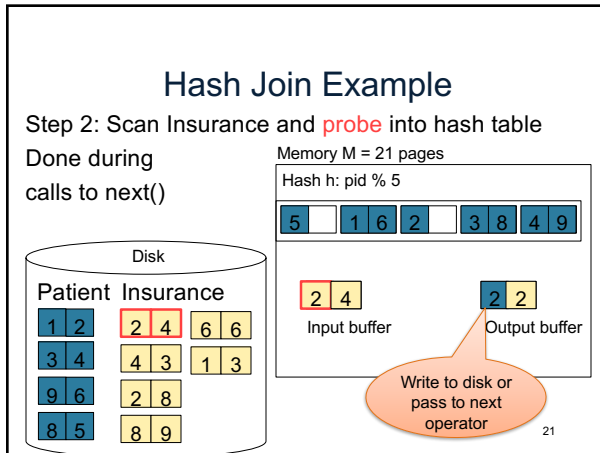 Hash Join Example
Step 2: Scan Insurance and probe into hash table
Done during
calls to next()
Memory M = 21 pages
Hash h: pid % 5
5 1 6 2 3 8 4 9
Disk
Patient Insurance
1 2 2 4 6 6
3 4 4 3 1 3
9 6 2 8
8 5 8 9
2 4
Input buffer
2 2
Output buffer
Write to disk or
pass to next
operator
21